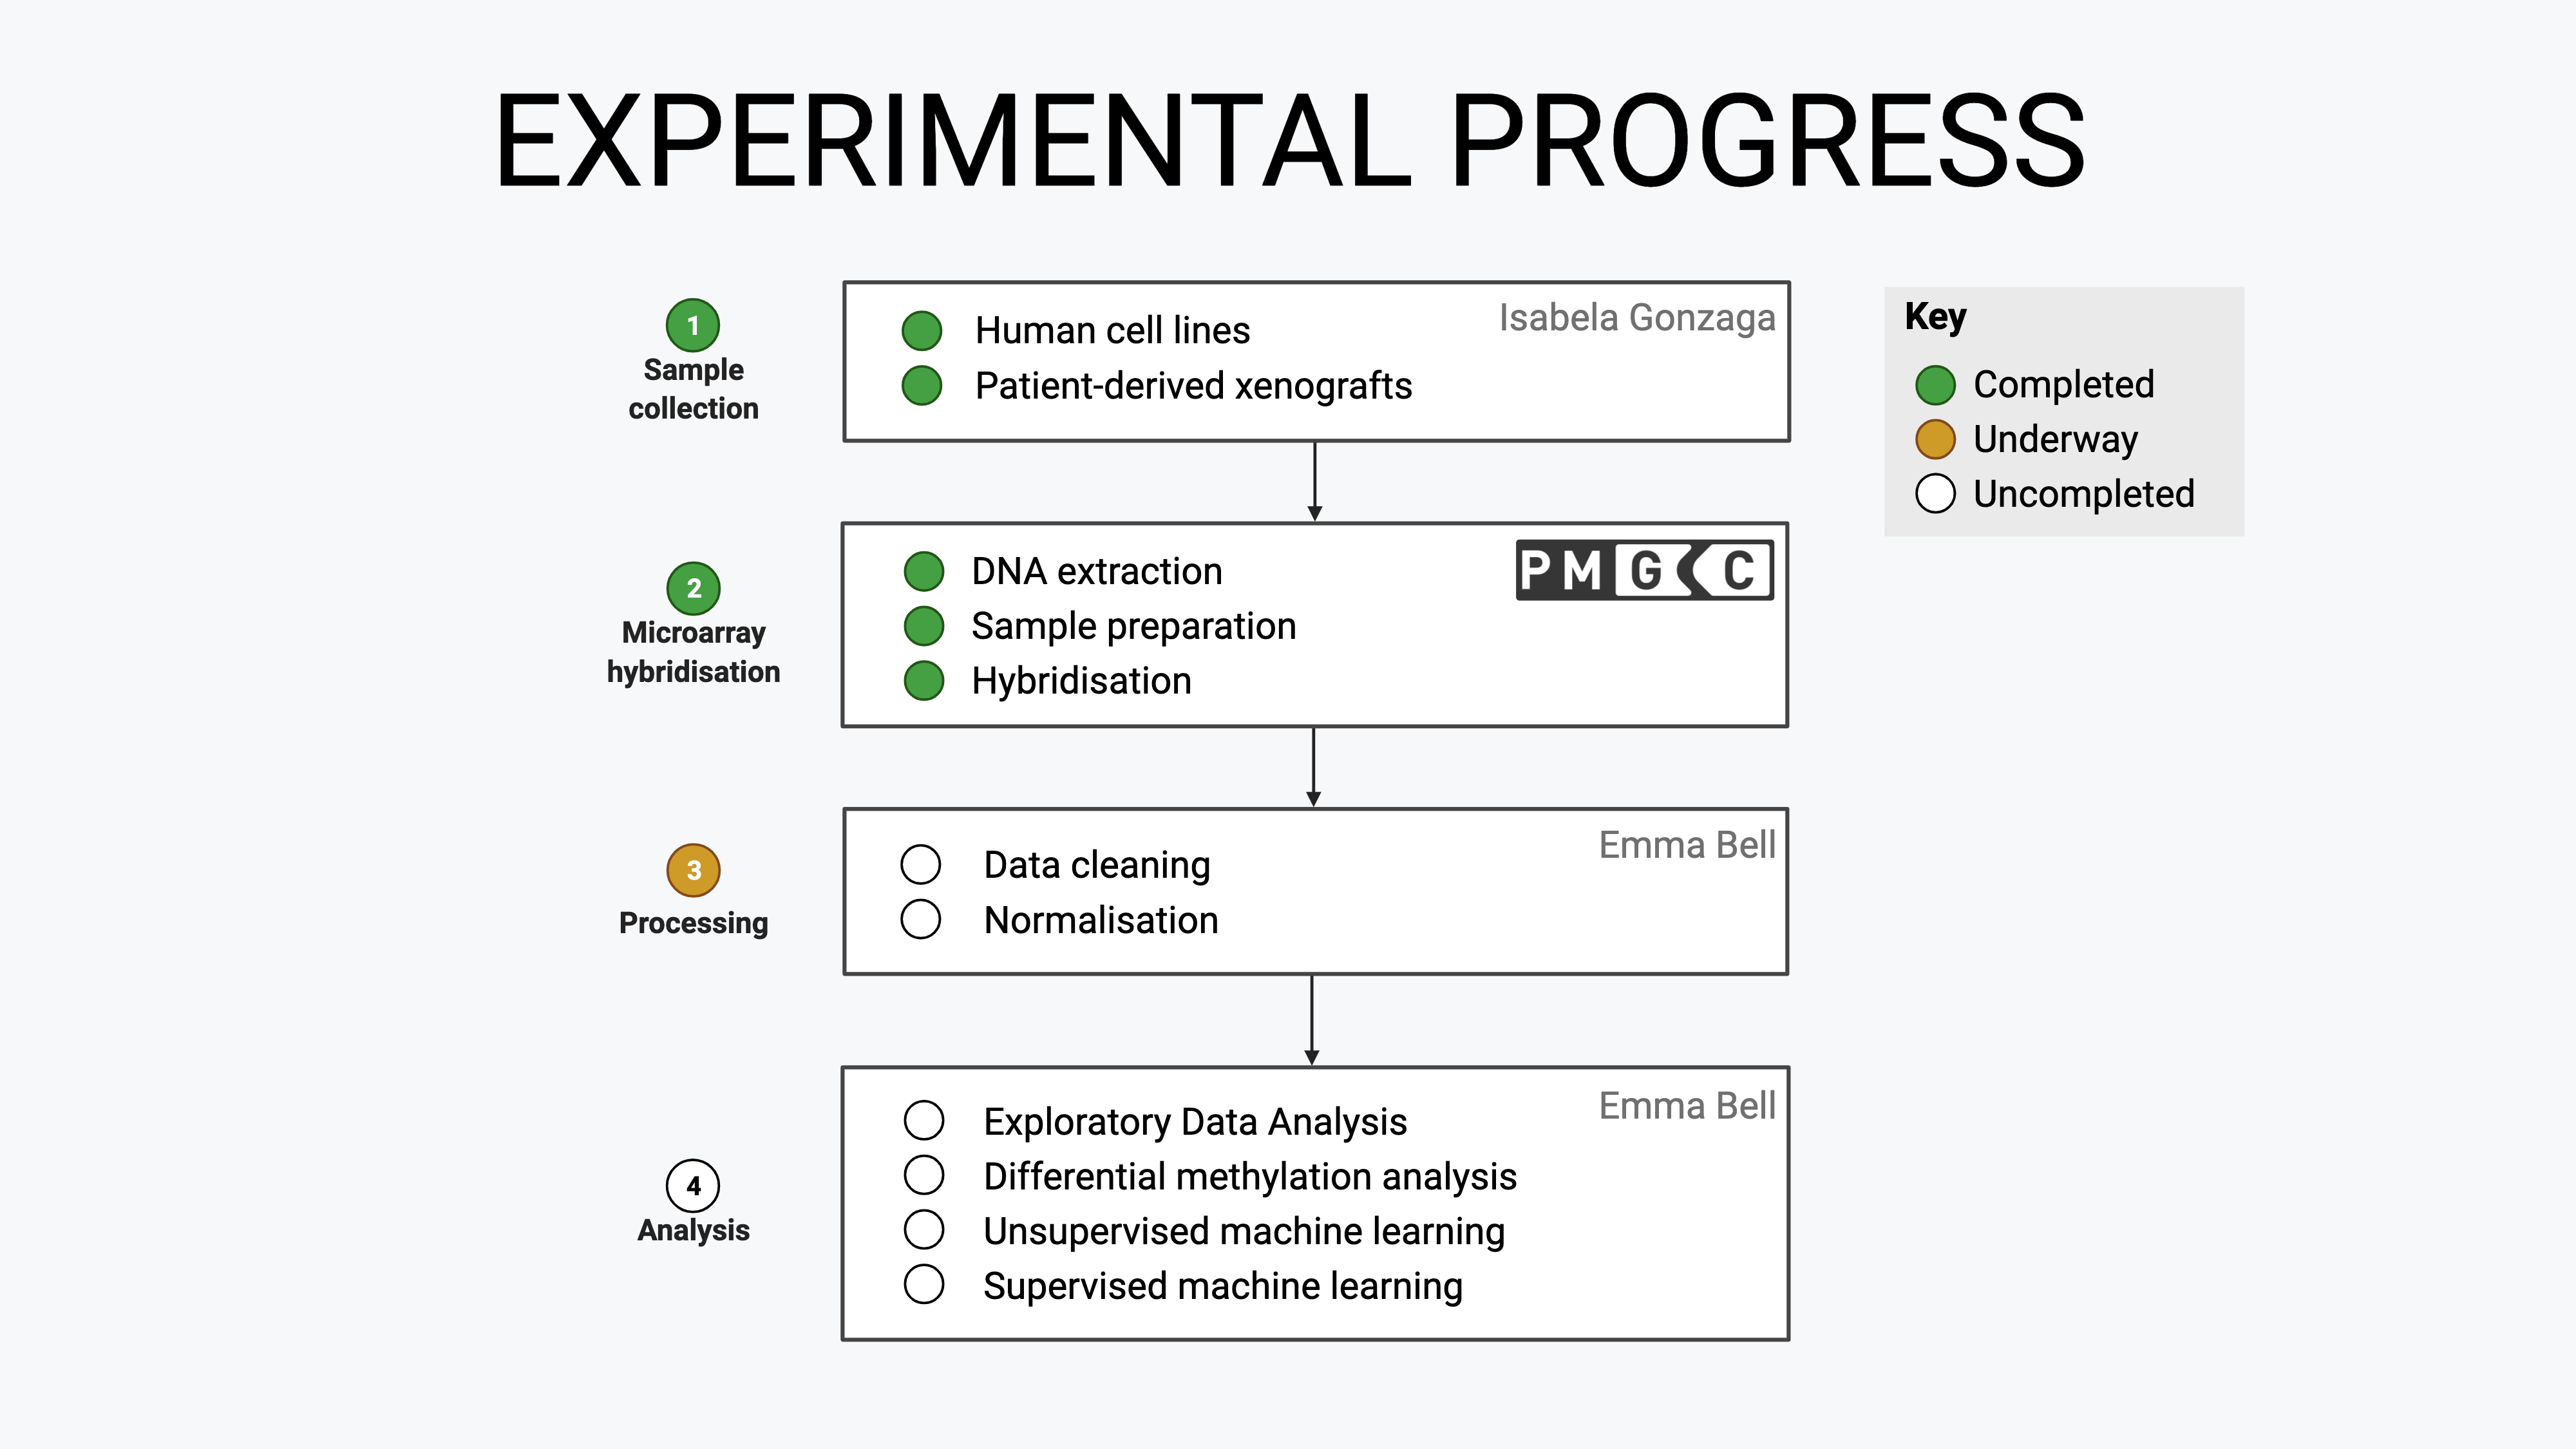 EXPERIMENTAL PROGRESS
1
Sample
collection
Human cell lines
Patient-derived xenografts
Isabela Gonzaga
Key
Completed
Underway
Uncompleted
2
Microarray
hybridisation
DNA extraction
Sample preparation
Hybridisation
PMGC
3
Processing
Data cleaning
Normalisation
Emma Bell
4
Analysis
Exploratory Data Analysis
Differential methylation analysis
Unsupervised machine learning
Supervised machine learning
Emma Bell